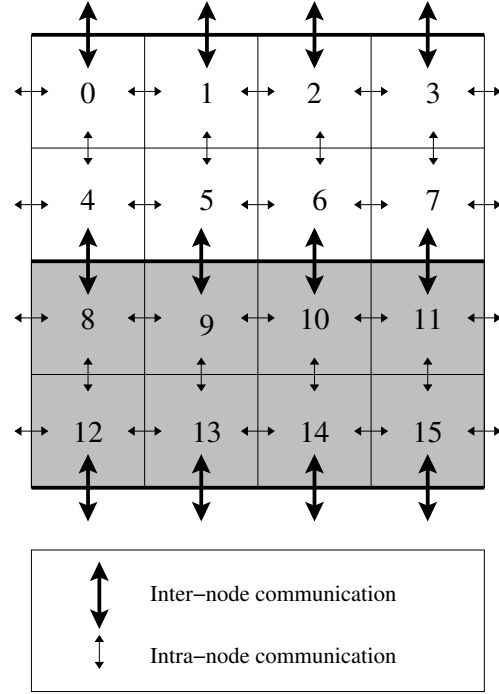 0 1 2 3
4 5 6 7
8 9 10 11
12 13 14 15
Inter−node communication
Intra−node communication